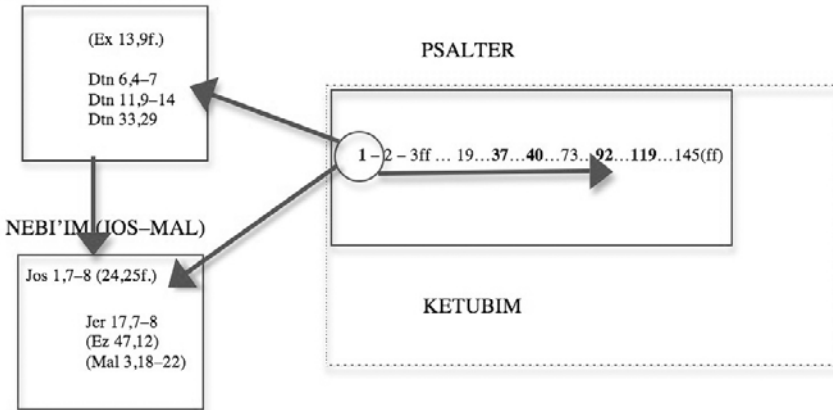 (Ex 13,9f.)
Dtn 6,4–7
Dtn 11,9–14
Dtn 33,29
NEBI’IM (JOS–MAL)
Jos 1,7–8 (24,25f.)
Jer 17,7–8
(Ez 47,12)
(Mal 3,18–22)
PSALTER
1 – 2 – 3ff … 19…37…40…73…92…119…145(ff)
KETUBIM